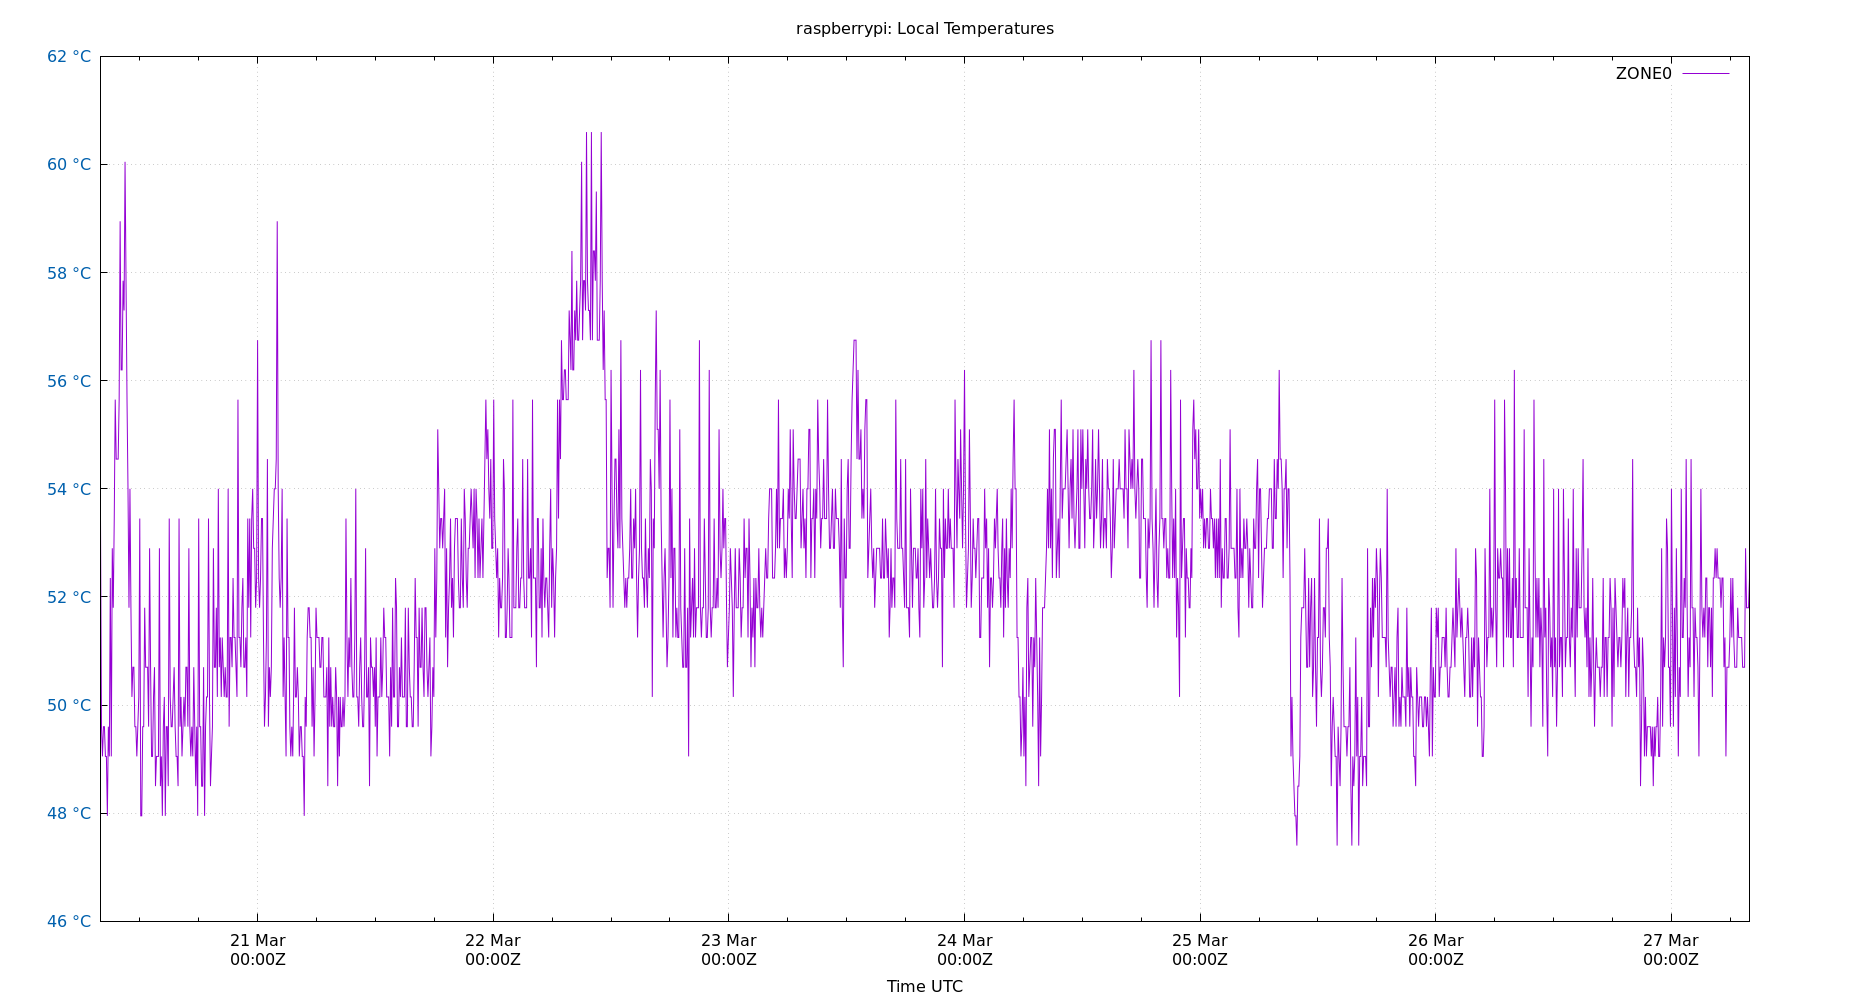 raspberrypi: Local Temperatures
ZONE0
62 °C
60 °C
58 °C
56 °C
54 °C
52 °C
50 °C
48 °C
46 °C
21 Mar 22 Mar 23 Mar 24 Mar 25 Mar 26 Mar 27 Mar
00:00Z 00:00Z 00:00Z 00:00Z 00:00Z 00:00Z 00:00Z
Time UTC